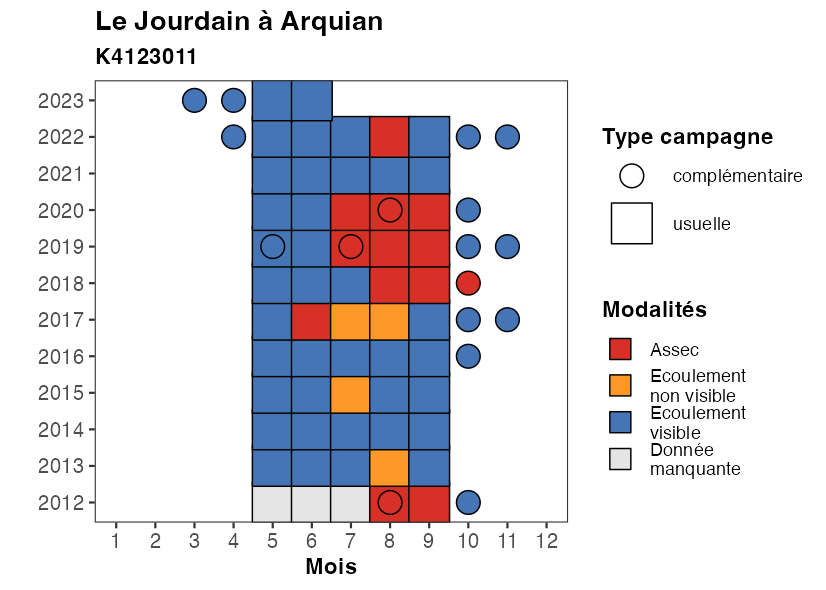 Le Jourdain à Arquian
K4123011
2023
2022
2021
2020
2019
2018
2017
2016
2015
2014
2013
2012
1 2 3 4 5 6 7 8 9 10 11 12
Mois
Type campagne
complémentaire
usuelle
Modalités
Assec
Ecoulement
non visible
Ecoulement
visible
Donnée
manquante